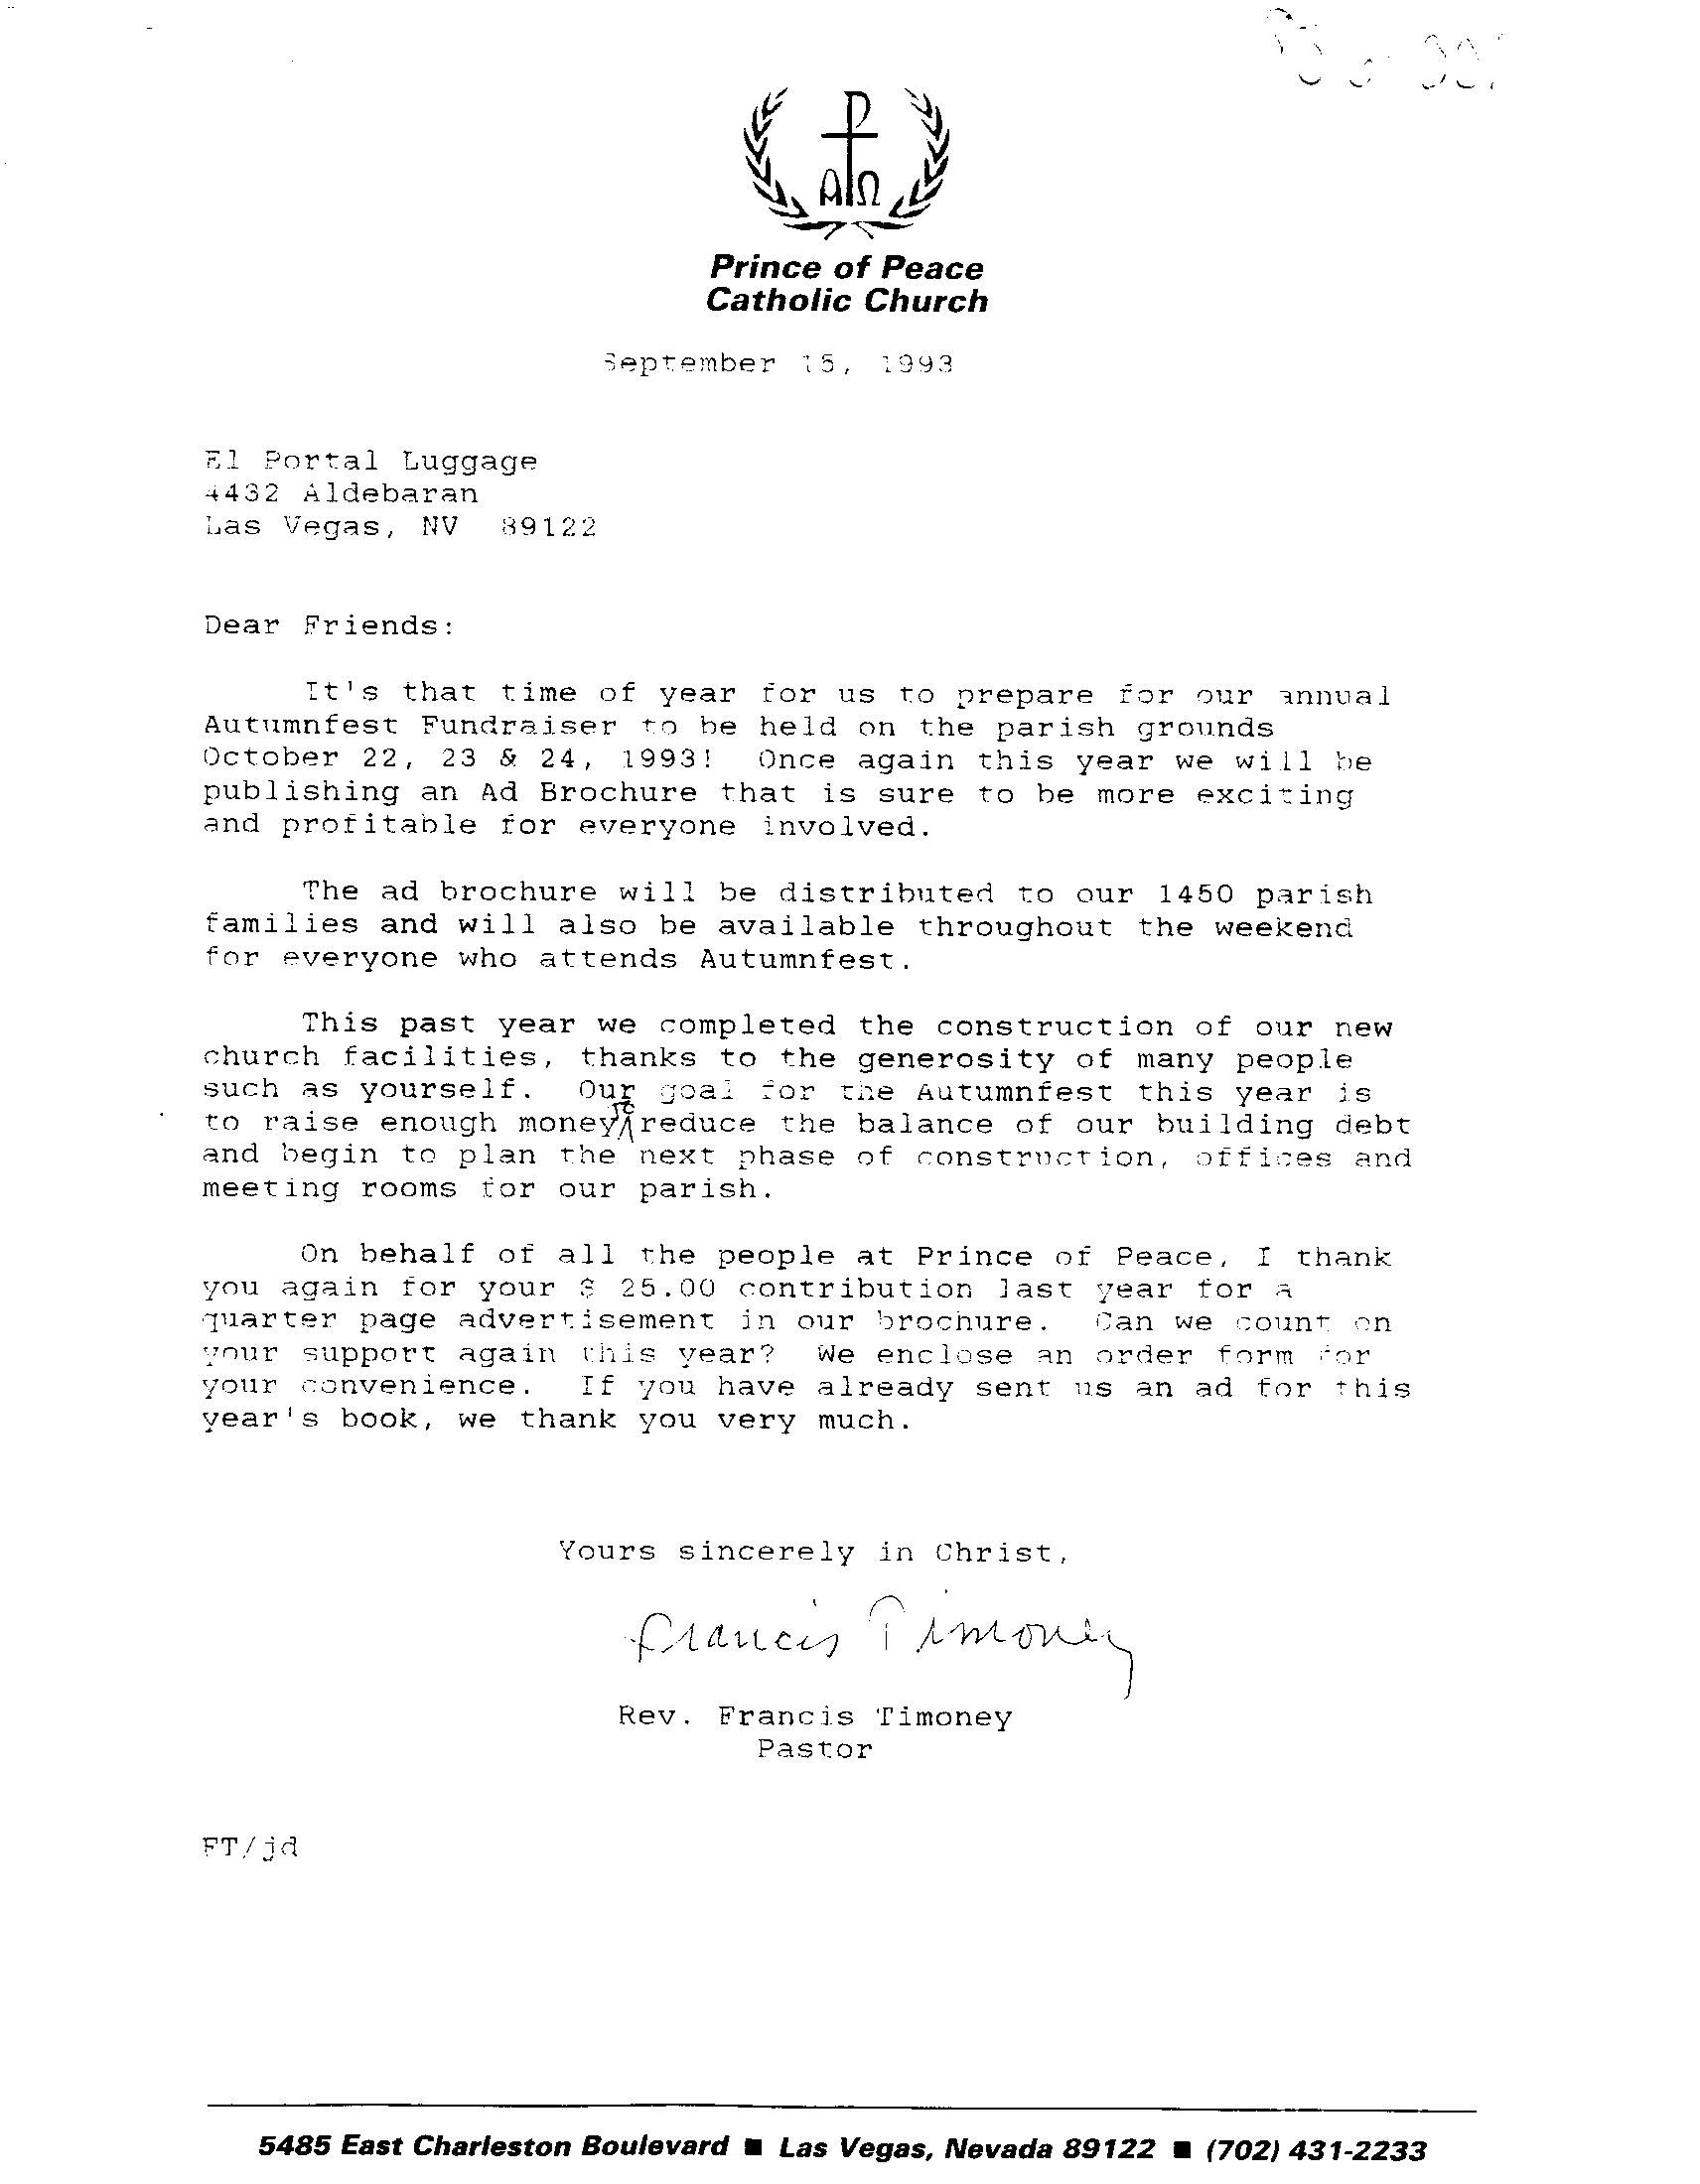 ΑΩ
Prince of Peace
Catholic Church
September 15, 1993
El Portal Luggage
4432 Aldebaran
Las Vegas, NV  89122
Dear Friends:
It's that time of year for us to prepare for our annual
Autumnfest Fundraiser to be held on the parish grounds
October 22, 23 & 24, 1993!  Once again this year we will be
publishing an Ad Brochure that is sure to be more exciting
and profitable for everyone involved.
The ad brochure will be distributed to our 1450 parish
families and will also be available throughout the weekend
for everyone who attends Autumnfest.
This past year we completed the construction of our new
church facilities, thanks to the generosity of many people
such as yourself.  Our goal for the Autumnfest this year is
to raise enough money to reduce the balance of our building debt
and begin to plan the next phase of construction, offices and
meeting rooms for our parish.
On behalf of all the people at Prince of Peace, I thank
you again for your $ 25.00 contribution last year for a
quarter page advertisement in our brochure.  Can we count on
your support again this year?  We enclose an order form for
your convenience.  If you have already sent us an ad for this
year's book, we thank you very much.
Yours sincerely in Christ,
Francis Timoney
Rev. Francis Timoney
Pastor
FT/jd
5485 East Charleston Boulevard ■ Las Vegas, Nevada 89122 ■ (702) 431-2233